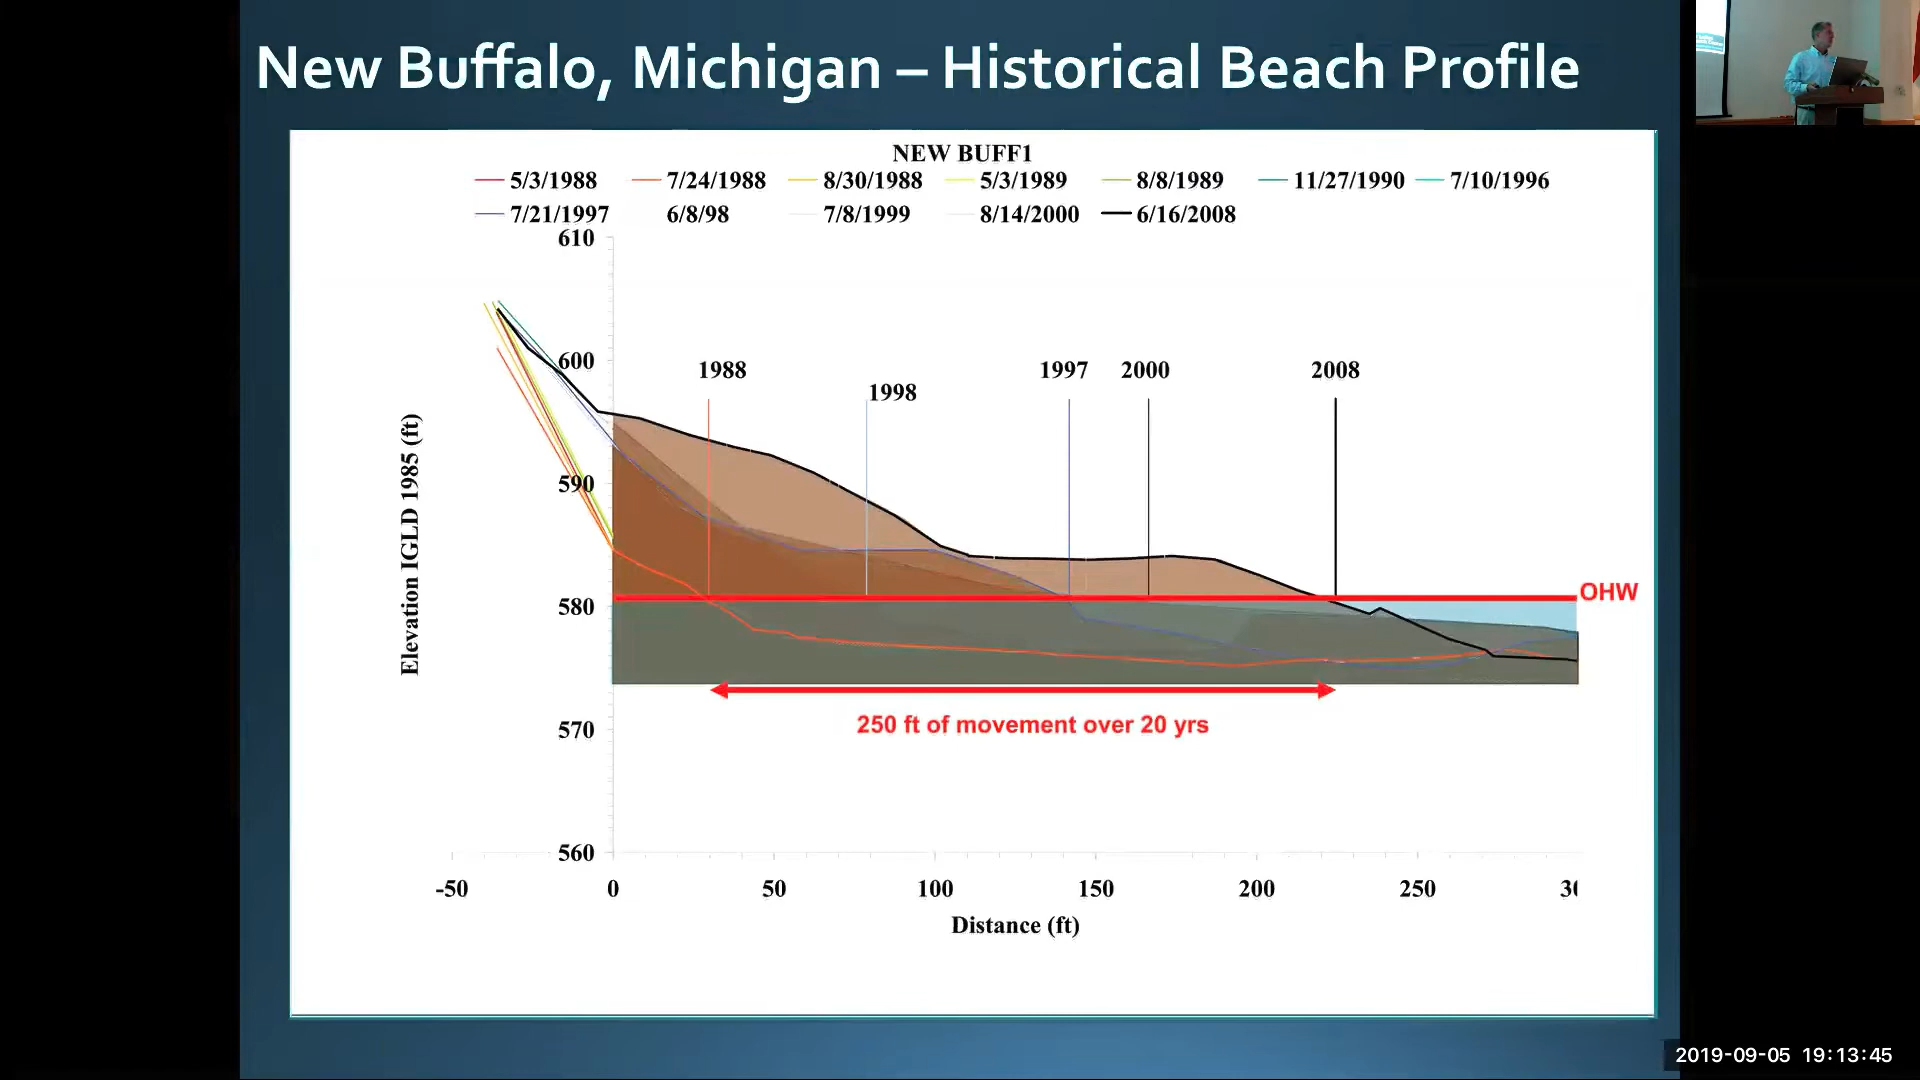 New Buffalo, Michigan – Historical Beach Profile
NEW BUFF1
5/3/1988 7/24/1988 8/30/1988 5/3/1989 8/8/1989 11/27/1990 7/10/1996
7/21/1997 6/8/98 7/8/1999 8/14/2000 6/16/2008
610
600
590
580
570
560
Elevation IGLD 1985 (ft)
1988
1998
1997
2000
2008
OHW
250 ft of movement over 20 yrs
-50 0 50 100 150 200 250
Distance (ft)
2019-09-05 19:13:45